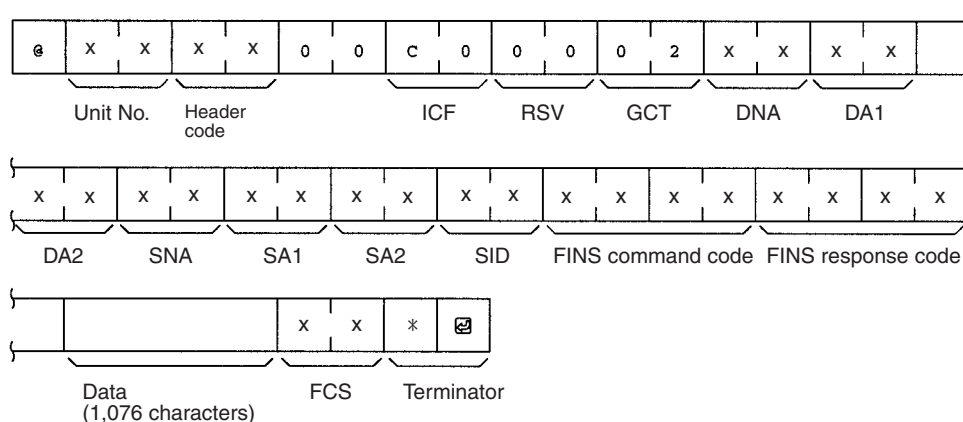 @ x x x x 0 0 C 0 0 0 0 2 x x x x
Unit No. Header code ICF RSV GCT DNA DA1
x x x x x x x x x x x x x x x x x x
DA2 SNA SA1 SA2 SID FINS command code FINS response code
x x * ↵
Data (1,076 characters) FCS Terminator